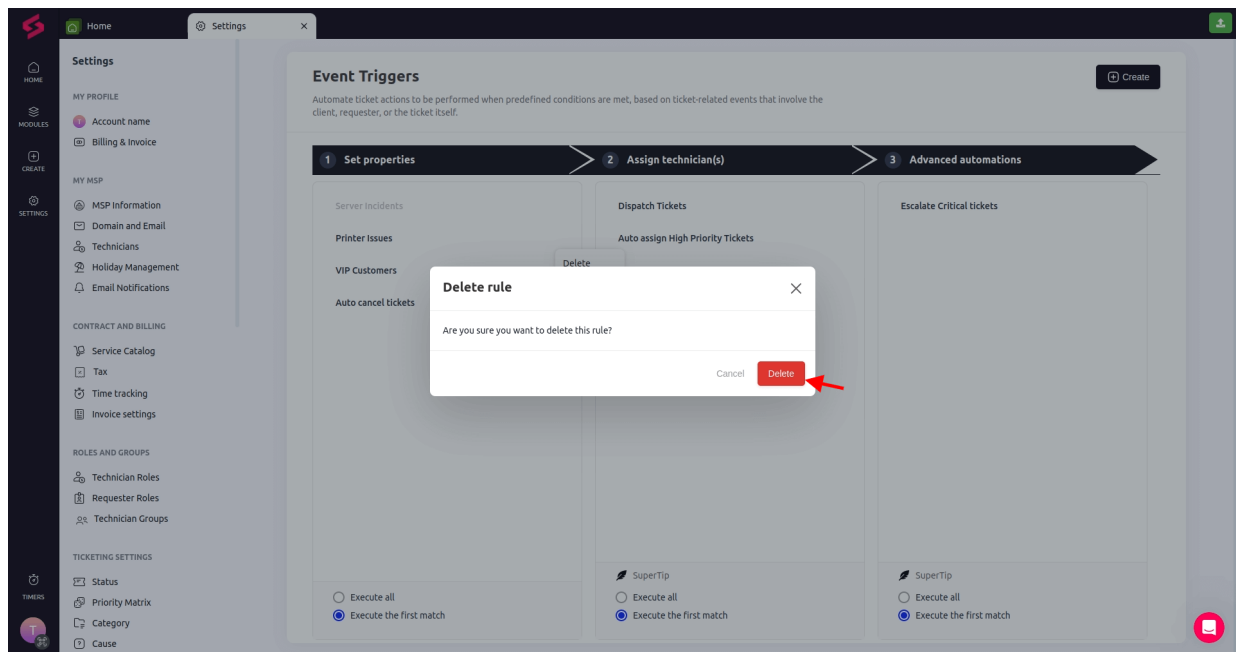 Home
Settings
HOME
MODULES
CREATE
SETTINGS
TIMERS
T
Settings
MY PROFILE
T Account name
Billing & Invoice
MY MSP
MSP Information
Domain and Email
Technicians
Holiday Management
Email Notifications
CONTRACT AND BILLING
Service Catalog
Tax
Time tracking
Invoice settings
ROLES AND GROUPS
Technician Roles
Requester Roles
Technician Groups
TICKETING SETTINGS
Status
Priority Matrix
Category
Cause
Event Triggers
Create
Automate ticket actions to be performed when predefined conditions are met, based on ticket-related events that involve the
client, requester, or the ticket itself.
1 Set properties
2 Assign technician(s)
3 Advanced automations
Server Incidents
Printer Issues
VIP Customers
Auto cancel tickets
Dispatch Tickets
Auto assign High Priority Tickets
Escalate Critical tickets
Delete
Delete rule
Are you sure you want to delete this rule?
Cancel
Delete
Execute all
Execute the first match
SuperTip
Execute all
Execute the first match
SuperTip
Execute all
Execute the first match